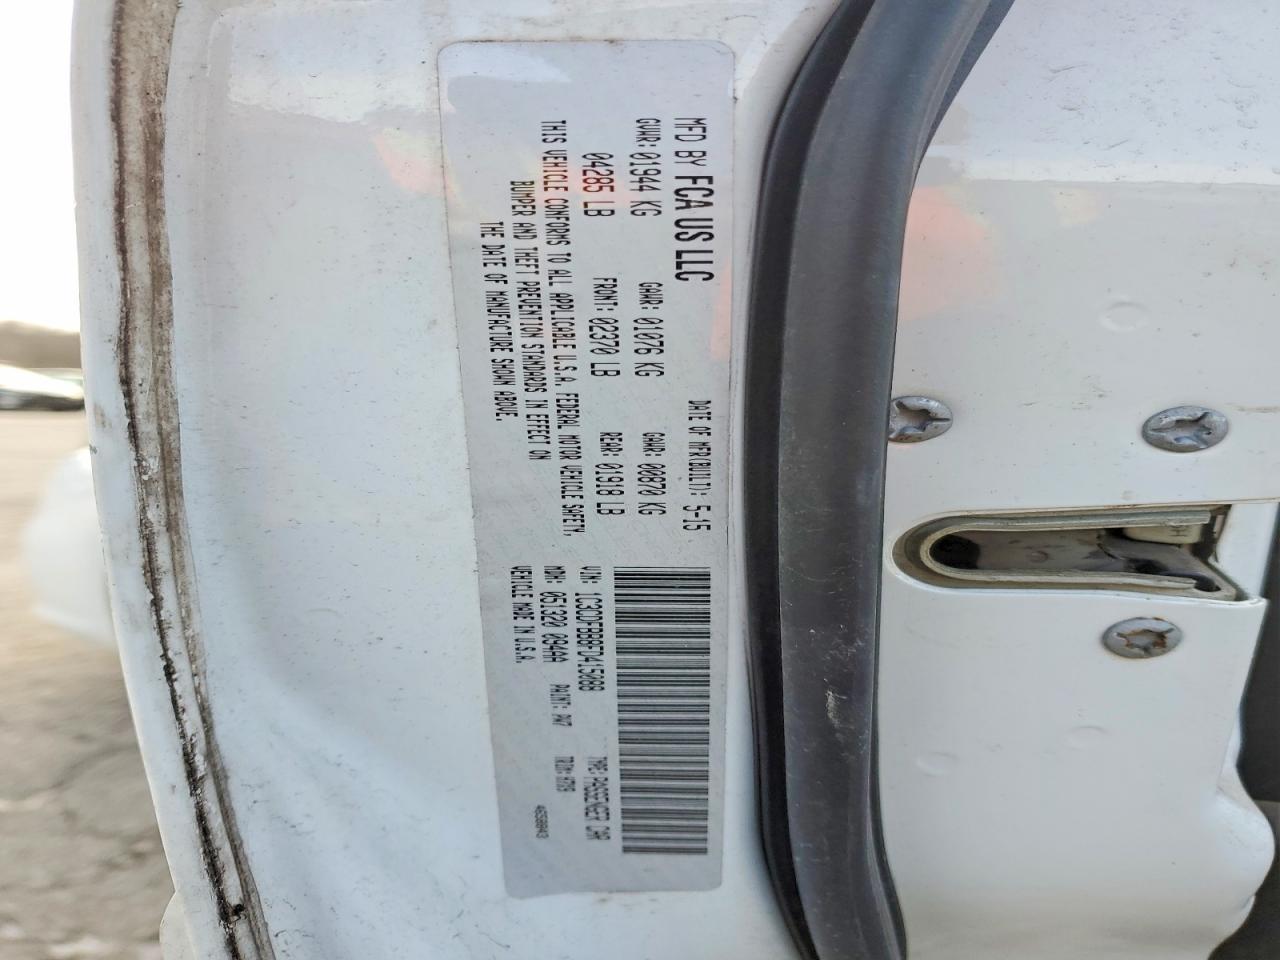 MFD BY FCA US LLC DATE OF MFR(BUILT): 5-15
GVWR: 01944 KG GAWR: 01076 KG GAWR: 00870 KG
04285 LB FRONT: 02370 LB REAR: 01918 LB
THIS VEHICLE CONFORMS TO ALL APPLICABLE U.S.A. FEDERAL MOTOR VEHICLE SAFETY,
BUMPER AND THEFT PREVENTION STANDARDS IN EFFECT ON
THE DATE OF MANUFACTURE SHOWN ABOVE.
VIN: 1C3CDFBB8FD415088 TYPE: PASSENGER CAR
MDH: 051320 094AA PAINT: PW7 TRIM:
VEHICLE MADE IN U.S.A.